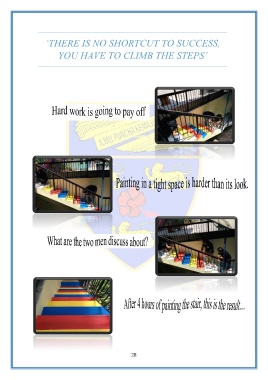 'THERE IS NO SHORTCUT TO SUCCESS,
YOU HAVE TO CLIMB THE STEPS'
Hard work is going to pay off
Painting in a tight space is harder than its look.
What are the two men discuss about?
After 4 hours of painting the stair, this is the result...
28